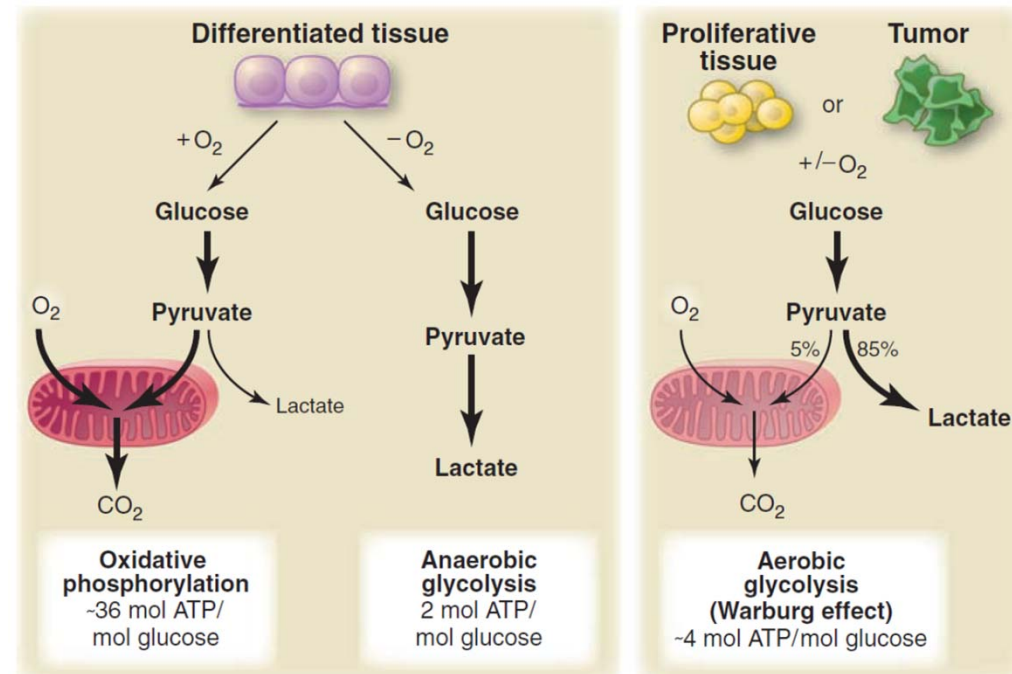 Differentiated tissue
+O₂
−O₂
Glucose
Glucose
O₂
Pyruvate
Pyruvate
Lactate
Lactate
CO₂
Oxidative
phosphorylation
~36 mol ATP/
mol glucose
Anaerobic
glycolysis
2 mol ATP/
mol glucose
Proliferative
tissue
or
Tumor
+/−O₂
Glucose
O₂
Pyruvate
5%
85%
Lactate
CO₂
Aerobic
glycolysis
(Warburg effect)
~4 mol ATP/mol glucose